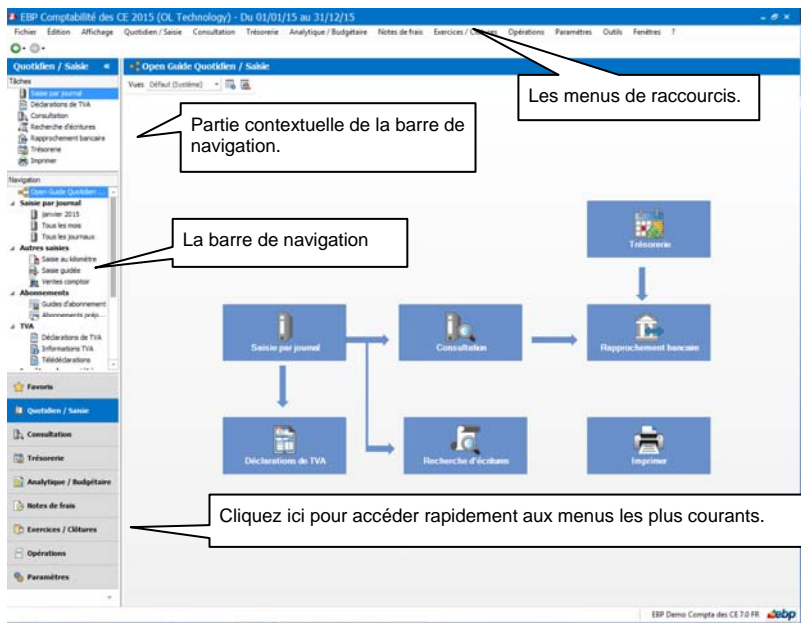 EBP Comptabilité des CE 2015 (OL Technology) - Du 01/01/15 au 31/12/15
Fichier Edition Affichage Quotidien / Saisie Consultation Trésorerie Analytique / Budgétaire Notes de frais Exercices / Clôtures Opérations Paramètres Outils Fenêtres ?
Quotidien / Saisie «
Open Guide Quotidien / Saisie
Tâches
Vues Défaut (Système)
Saisie par journal
Déclarations de TVA
Consultation
Recherche d'écritures
Rapprochement bancaire
Trésorerie
Imprimer
Les menus de raccourcis.
Partie contextuelle de la barre de
navigation.
Navigation
Open Guide Quotidien ...
Saisie par journal
janvier 2015
Tous les mois
Tous les journaux
Autres saisies
Saisie au kilomètre
Saisie guidée
Ventes comptoir
Abonnements
Guides d'abonnement
Abonnements prép...
TVA
Déclarations de TVA
Informations TVA
Télédéclarations
La barre de navigation
Trésorerie
Saisie par journal
Consultation
Rapprochement bancaire
Déclarations de TVA
Recherche d'écritures
Imprimer
Favoris
Quotidien / Saisie
Consultation
Trésorerie
Analytique / Budgétaire
Notes de frais
Exercices / Clôtures
Opérations
Paramètres
Cliquez ici pour accéder rapidement aux menus les plus courants.
EBP Demo Compta des CE 7.0 FR ebp